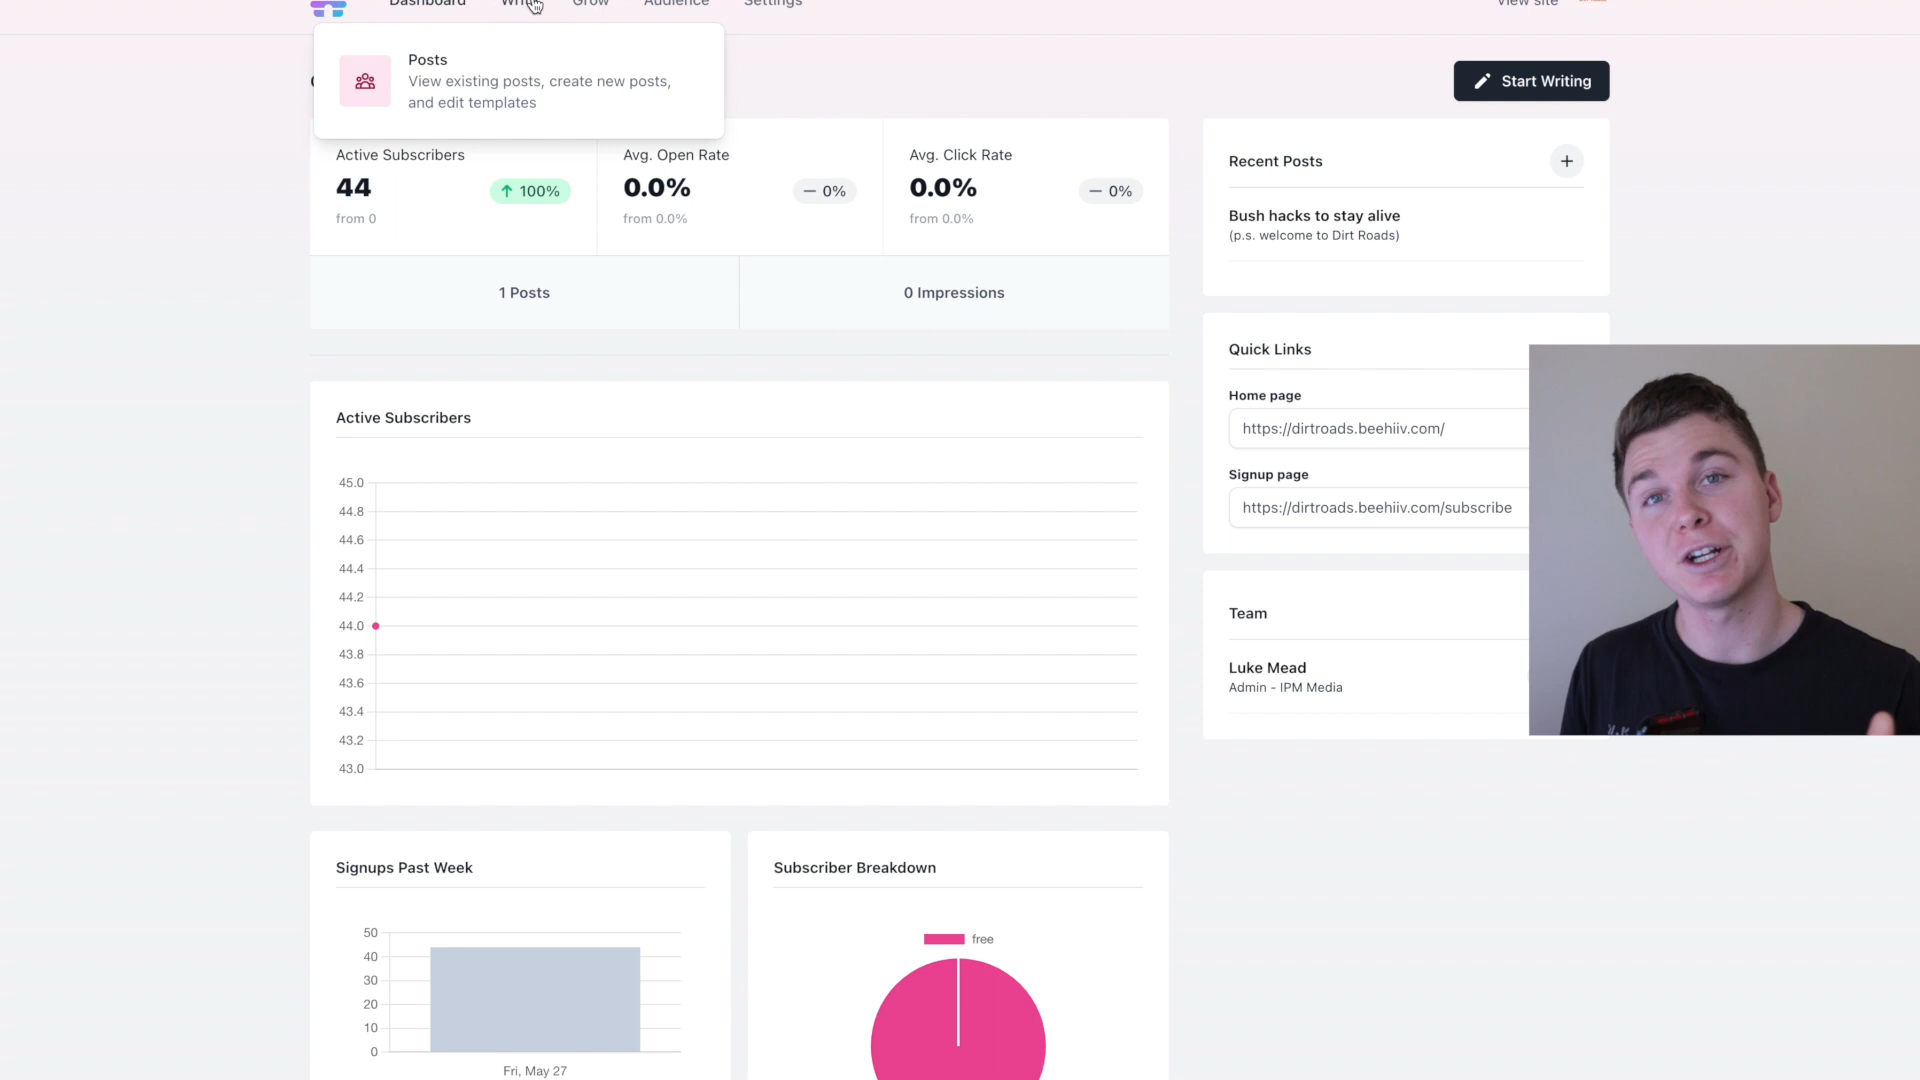 Dashboard
Grow
Audience
Settings
View site
Posts
View existing posts, create new posts,
and edit templates
Start Writing
Active Subscribers
44
100%
from 0
Avg. Open Rate
0.0%
0%
from 0.0%
Avg. Click Rate
0.0%
0%
from 0.0%
1 Posts
0 Impressions
Recent Posts
Bush hacks to stay alive
(p.s. welcome to Dirt Roads)
Quick Links
Home page
https://dirtroads.beehiiv.com/
Signup page
https://dirtroads.beehiiv.com/subscribe
Team
Luke Mead
Admin - IPM Media
Active Subscribers
45.0
44.8
44.6
44.4
44.2
44.0
43.8
43.6
43.4
43.2
43.0
Signups Past Week
50
40
30
20
10
0
Fri, May 27
Subscriber Breakdown
free